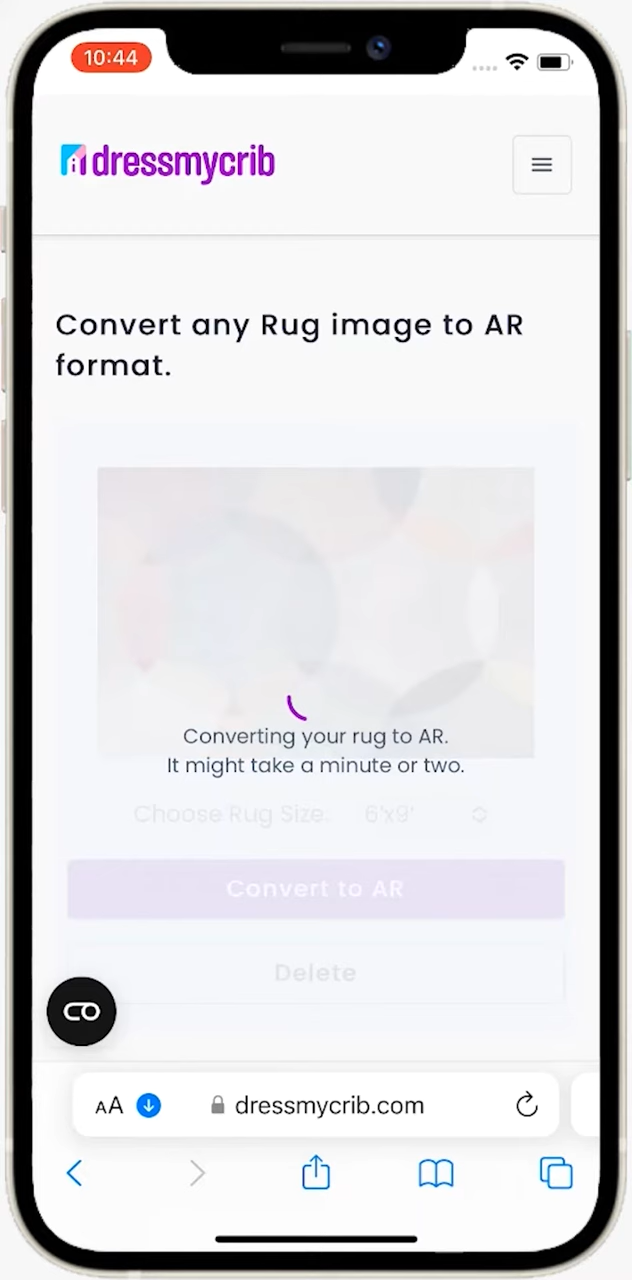 10:44
dressmycrib
Convert any Rug image to AR
format.
Converting your rug to AR.
It might take a minute or two.
Choose Rug Size: 6'x9'
Convert to AR
Delete
AA dressmycrib.com